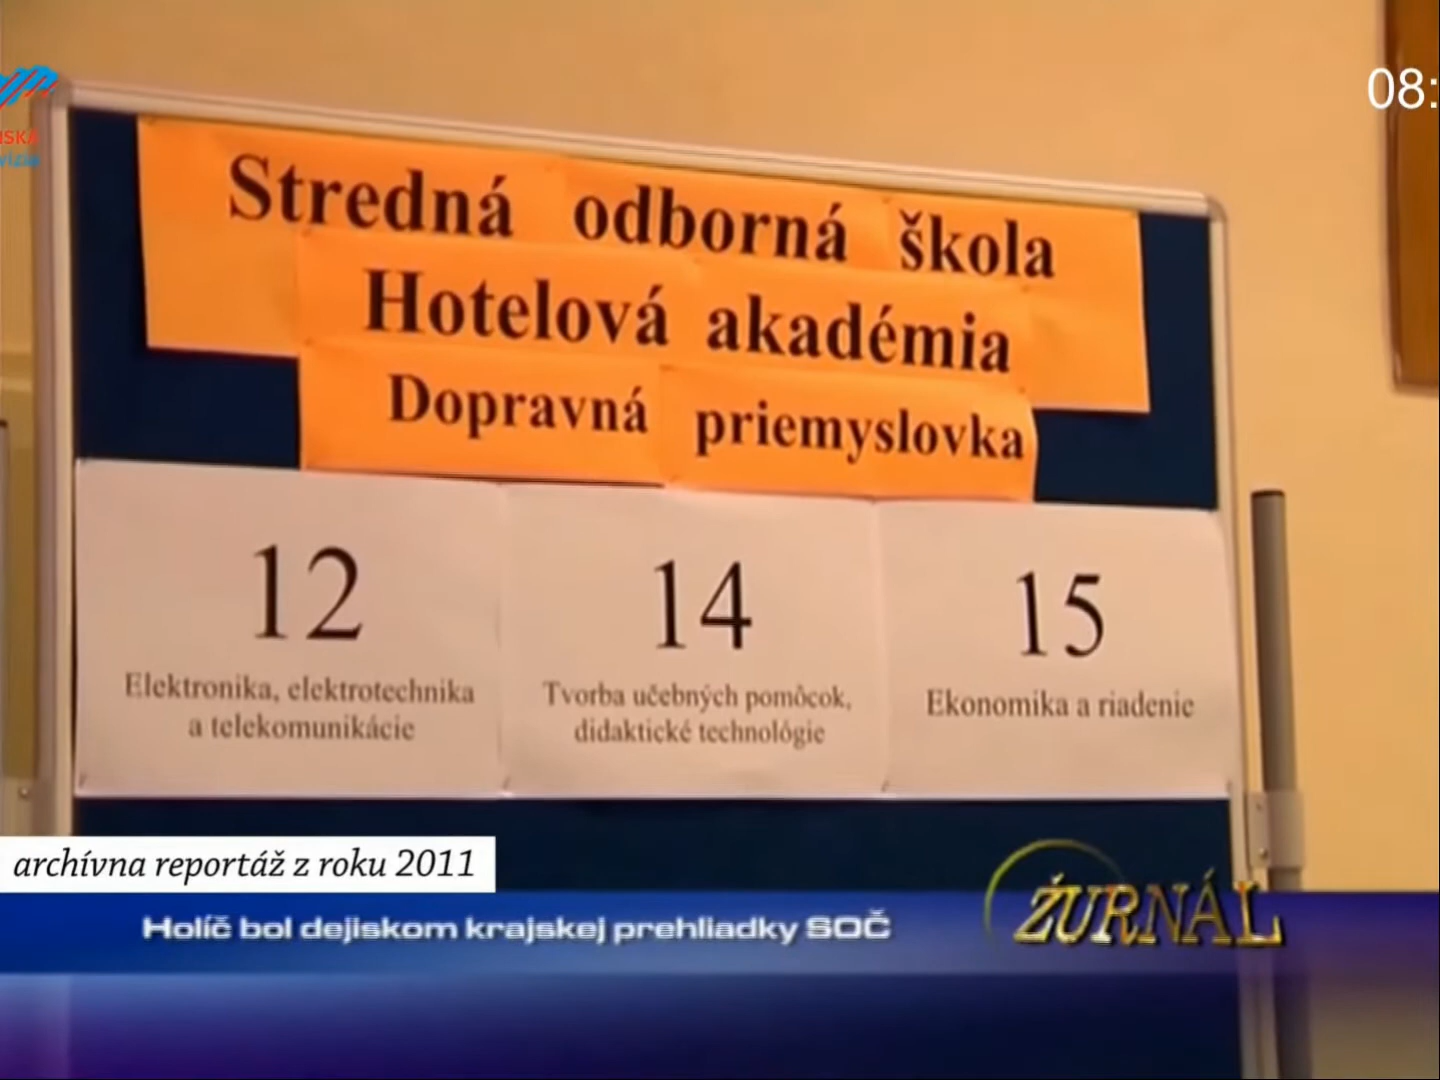 08:
Stredná odborná škola
Hotelová akadémia
Dopravná priemyslovka
12
Elektronika, elektrotechnika
a telekomunikácie
14
Tvorba učebných pomôcok,
didaktické technológie
15
Ekonomika a riadenie
archívna reportáž z roku 2011
Holíč bol dejiskom krajskej prehliadky SOČ
ŽURNÁL